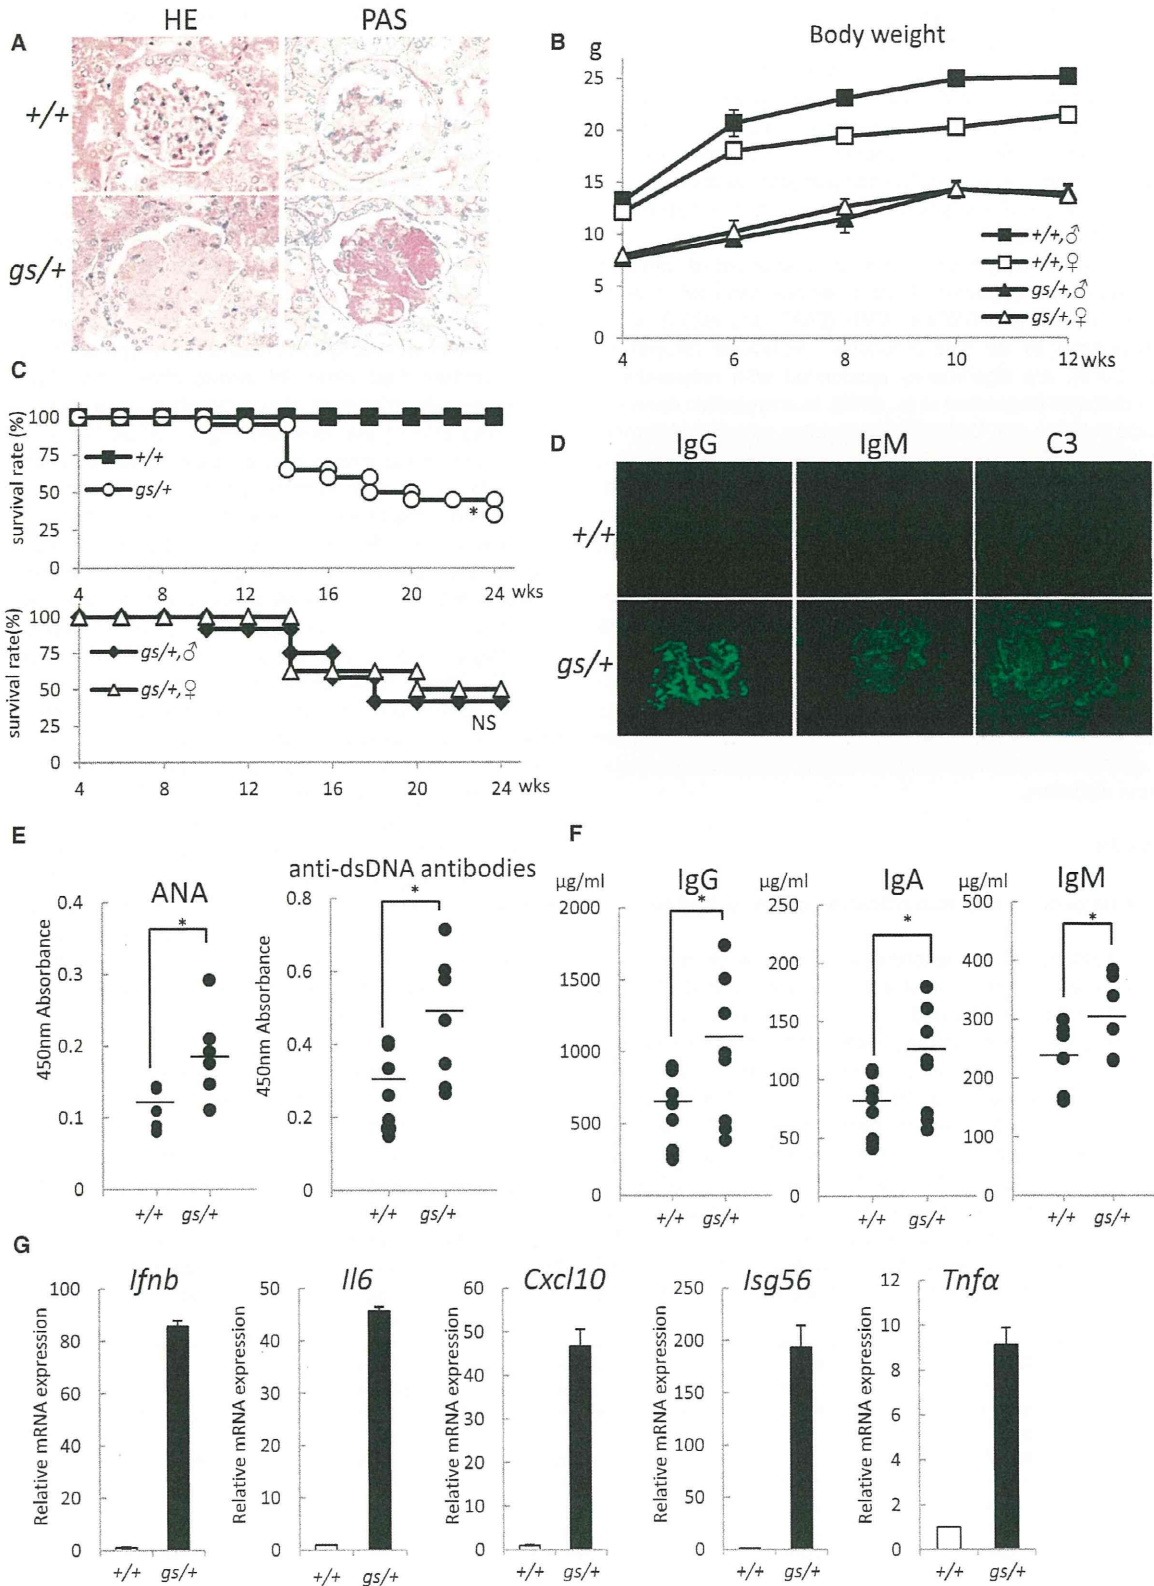 A
HE PAS
+/+
gs/+
B
Body weight
g
25
20
15
10
5
0
4 6 8 10 12 wks
+/+,♂
+/+,♀
gs/+,♂
gs/+,♀
C
survival rate (%)
100
75
50
25
0
+/+
gs/+
*
4 8 12 16 20 24 wks
survival rate(%)
100
75
50
25
0
gs/+,♂
gs/+,♀
NS
4 8 12 16 20 24 wks
D
IgG IgM C3
+/+
gs/+
E
ANA
450nm Absorbance
0,4
0.3
0.2
0.1
0
*
+/+ gs/+
anti-dsDNA antibodies
450nm Absorbance
0.8
0.6
0.4
0.2
0
*
+/+ gs/+
F
µg/ml
IgG
2000
1500
1000
500
0
*
+/+ gs/+
µg/ml
IgA
250
200
150
100
50
0
*
+/+ gs/+
µg/ml
IgM
500
400
300
200
100
0
*
+/+ gs/+
G
Ifnb
Relative mRNA expression
100
80
60
40
20
0
+/+ gs/+
Il6
Relative mRNA expression
50
40
30
20
10
0
+/+ gs/+
Cxcl10
Relative mRNA expression
60
50
40
30
20
10
0
+/+ gs/+
Isg56
Relative mRNA expression
250
200
150
100
50
0
+/+ gs/+
Tnfα
Relative mRNA expression
12
10
8
6
4
2
0
+/+ gs/+